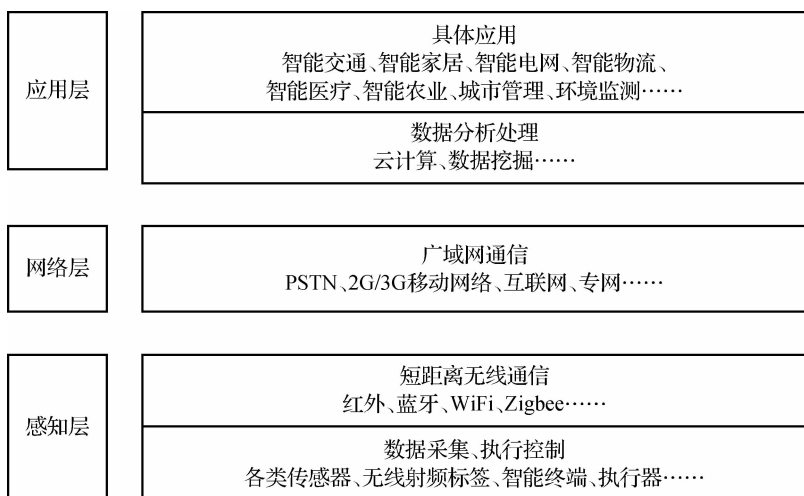 应用层
具体应用
智能交通、智能家居、智能电网、智能物流、
智能医疗、智能农业、城市管理、环境监测……
数据分析处理
云计算、数据挖掘……
网络层
广域网通信
PSTN、2G/3G移动网络、互联网、专网……
感知层
短距离无线通信
红外、蓝牙、WiFi、Zigbee……
数据采集、执行控制
各类传感器、无线射频标签、智能终端、执行器……